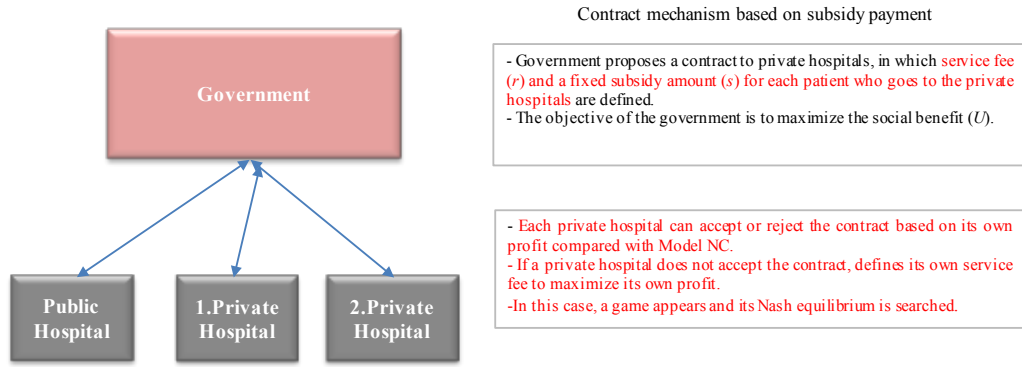 Contract mechanism based on subsidy payment
Government
- Government proposes a contract to private hospitals, in which service fee
(r) and a fixed subsidy amount (s) for each patient who goes to the private
hospitals are defined.
- The objective of the government is to maximize the social benefit (U).
- Each private hospital can accept or reject the contract based on its own
profit compared with Model NC.
- If a private hospital does not accept the contract, defines its own service
fee to maximize its own profit.
-In this case, a game appears and its Nash equilibrium is searched.
Public
Hospital
1.Private
Hospital
2.Private
Hospital